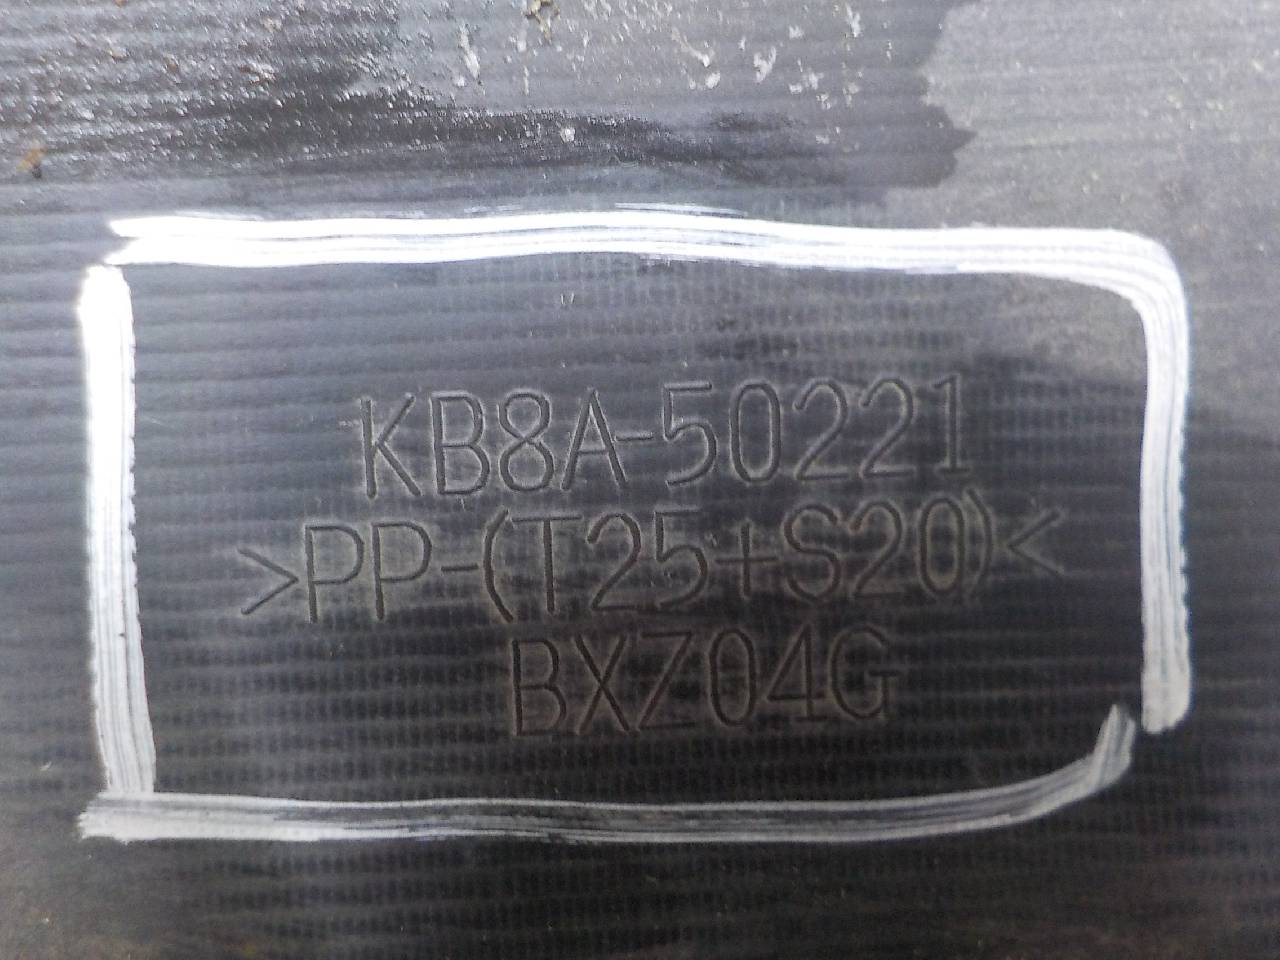 KB8A-50221
>PP-(T25+S20)<
BXZ04G